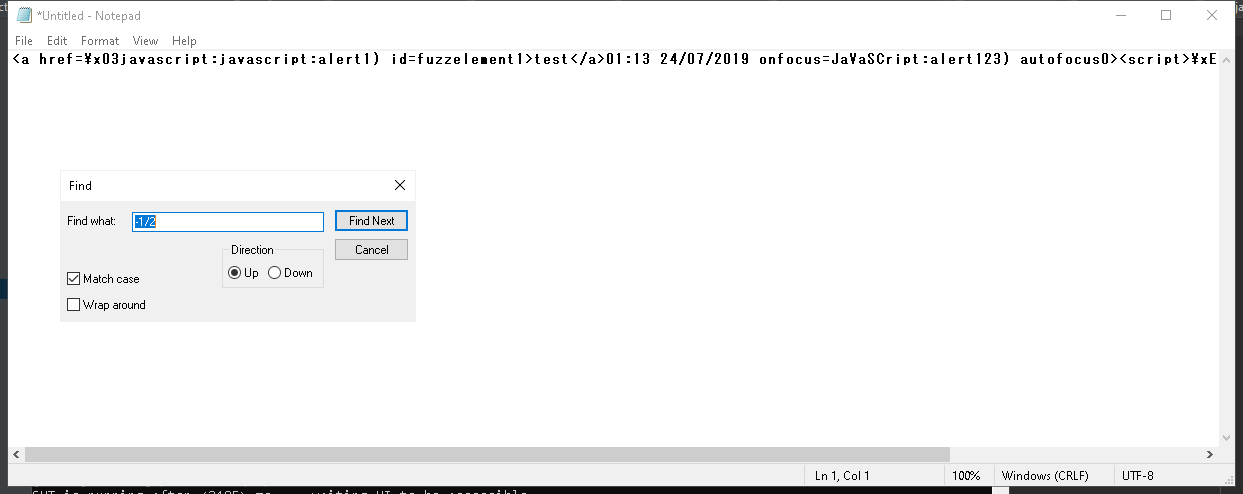 *Untitled - Notepad
File Edit Format View Help
<a href=¥x03javascript:javascript:alert1) id=fuzzelement1>test</a>01:13 24/07/2019 onfocus=JaVaSCript:alert123) autofocus0><script>¥xE
Find
Find what: -1/2 Find Next
Direction Cancel
Up Down
Match case
Wrap around
Ln 1, Col 1 100% Windows (CRLF) UTF-8